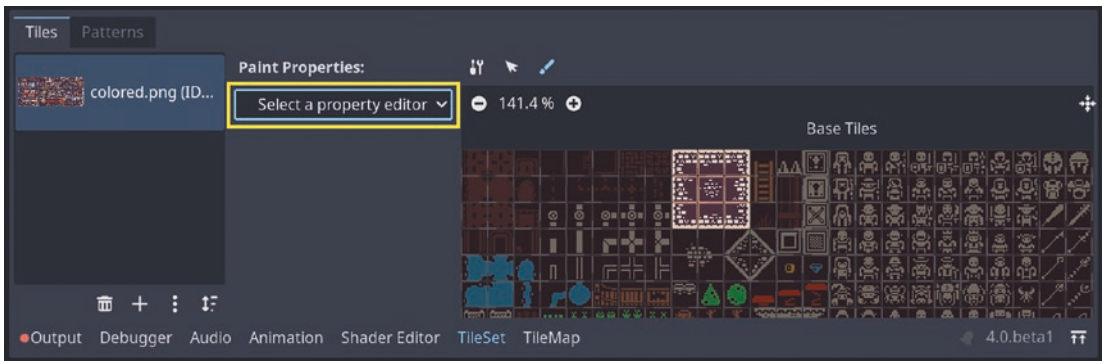 Tiles Patterns
Paint Properties:
colored.png (ID...
Select a property editor
141.4 %
Base Tiles
Output Debugger Audio Animation Shader Editor TileSet TileMap 4.0.beta1